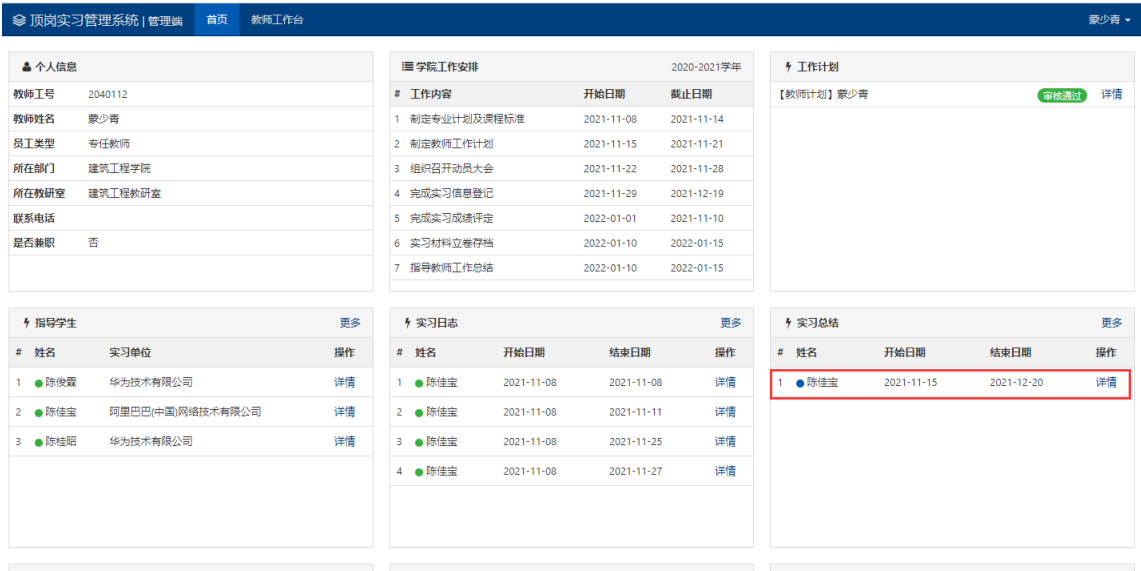 顶岗实习管理系统 | 管理端 首页 教师工作台 蒙少青
个人信息
教师工号 2040112
教师姓名 蒙少青
员工类型 专任教师
所在部门 建筑工程学院
所在教研室 建筑工程教研室
联系电话
是否兼职 否
学院工作安排 2020-2021学年
# 工作内容 开始日期 截止日期
1 制定专业计划及课程标准 2021-11-08 2021-11-14
2 制定教师工作计划 2021-11-15 2021-11-21
3 组织召开动员大会 2021-11-22 2021-11-28
4 完成实习信息登记 2021-11-29 2021-12-19
5 完成实习成绩评定 2022-01-01 2021-11-10
6 实习材料立卷存档 2022-01-10 2022-01-15
7 指导教师工作总结 2022-01-10 2022-01-15
工作计划
【教师计划】蒙少青 审核通过 详情
指导学生 更多
# 姓名 实习单位 操作
1 陈俊霖 华为技术有限公司 详情
2 陈佳宝 阿里巴巴(中国)网络技术有限公司 详情
3 陈桂昭 华为技术有限公司 详情
实习日志 更多
# 姓名 开始日期 结束日期 操作
1 陈佳宝 2021-11-08 2021-11-08 详情
2 陈佳宝 2021-11-08 2021-11-11 详情
3 陈佳宝 2021-11-08 2021-11-25 详情
4 陈佳宝 2021-11-08 2021-11-27 详情
实习总结 更多
# 姓名 开始日期 结束日期 操作
1 陈佳宝 2021-11-15 2021-12-20 详情